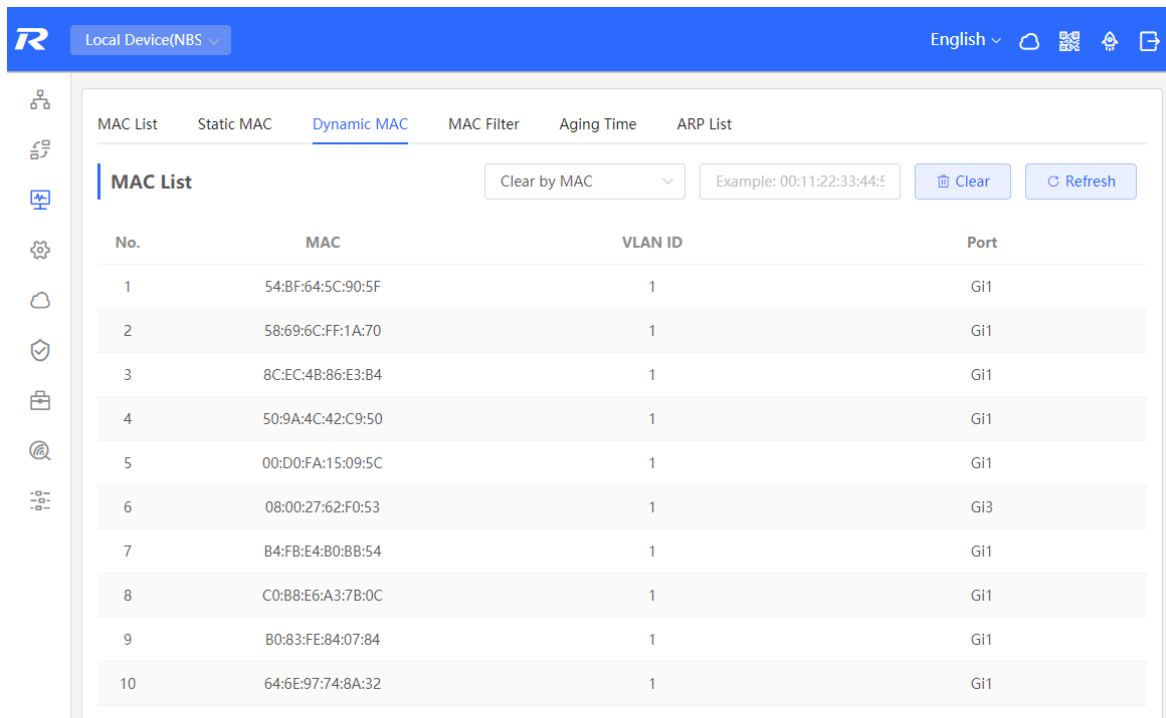 R
Local Device(NBS
English
MAC List Static MAC Dynamic MAC MAC Filter Aging Time ARP List
MAC List Clear by MAC Example: 00:11:22:33:44:5 Clear Refresh
No. MAC VLAN ID Port
1 54:BF:64:5C:90:5F 1 Gi1
2 58:69:6C:FF:1A:70 1 Gi1
3 8C:EC:4B:86:E3:B4 1 Gi1
4 50:9A:4C:42:C9:50 1 Gi1
5 00:D0:FA:15:09:5C 1 Gi1
6 08:00:27:62:F0:53 1 Gi3
7 B4:FB:E4:B0:BB:54 1 Gi1
8 C0:B8:E6:A3:7B:0C 1 Gi1
9 B0:83:FE:84:07:84 1 Gi1
10 64:6E:97:74:8A:32 1 Gi1